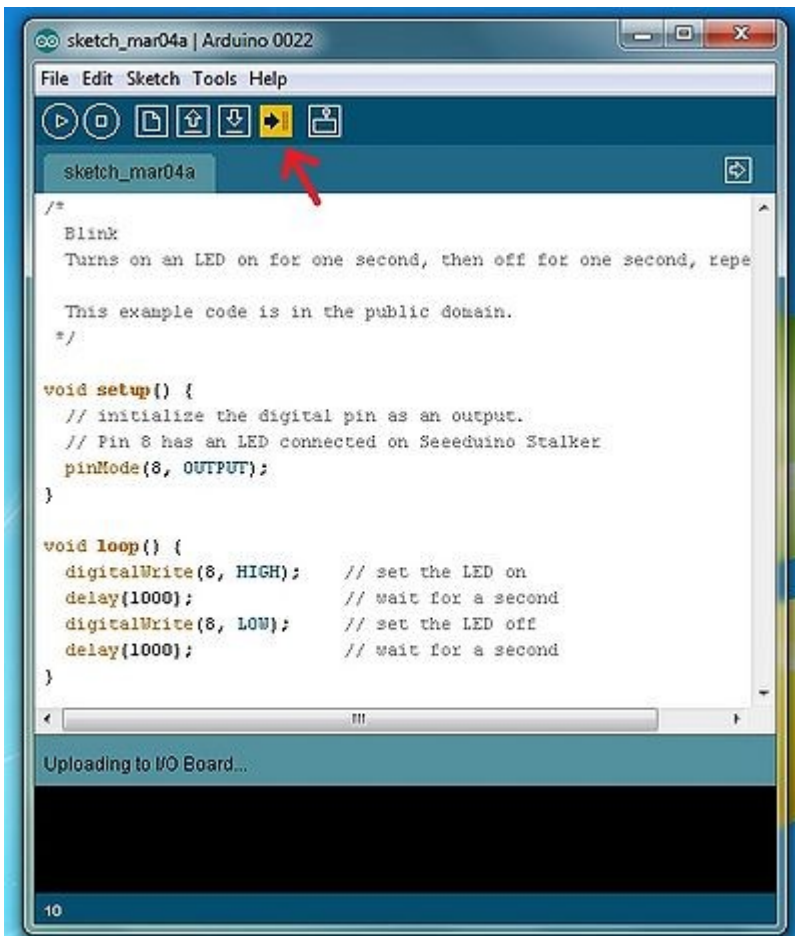 sketch_mar04a | Arduino 0022
File Edit Sketch Tools Help
sketch_mar04a
/*
Blink
Turns on an LED on for one second, then off for one second, repe
This example code is in the public domain.
*/
void setup() {
// initialize the digital pin as an output.
// Pin 8 has an LED connected on Seeeduino Stalker
pinMode(8, OUTPUT);
}
void loop() {
digitalWrite(8, HIGH); // set the LED on
delay(1000); // wait for a second
digitalWrite(8, LOW); // set the LED off
delay(1000); // wait for a second
}
Uploading to I/O Board...
10